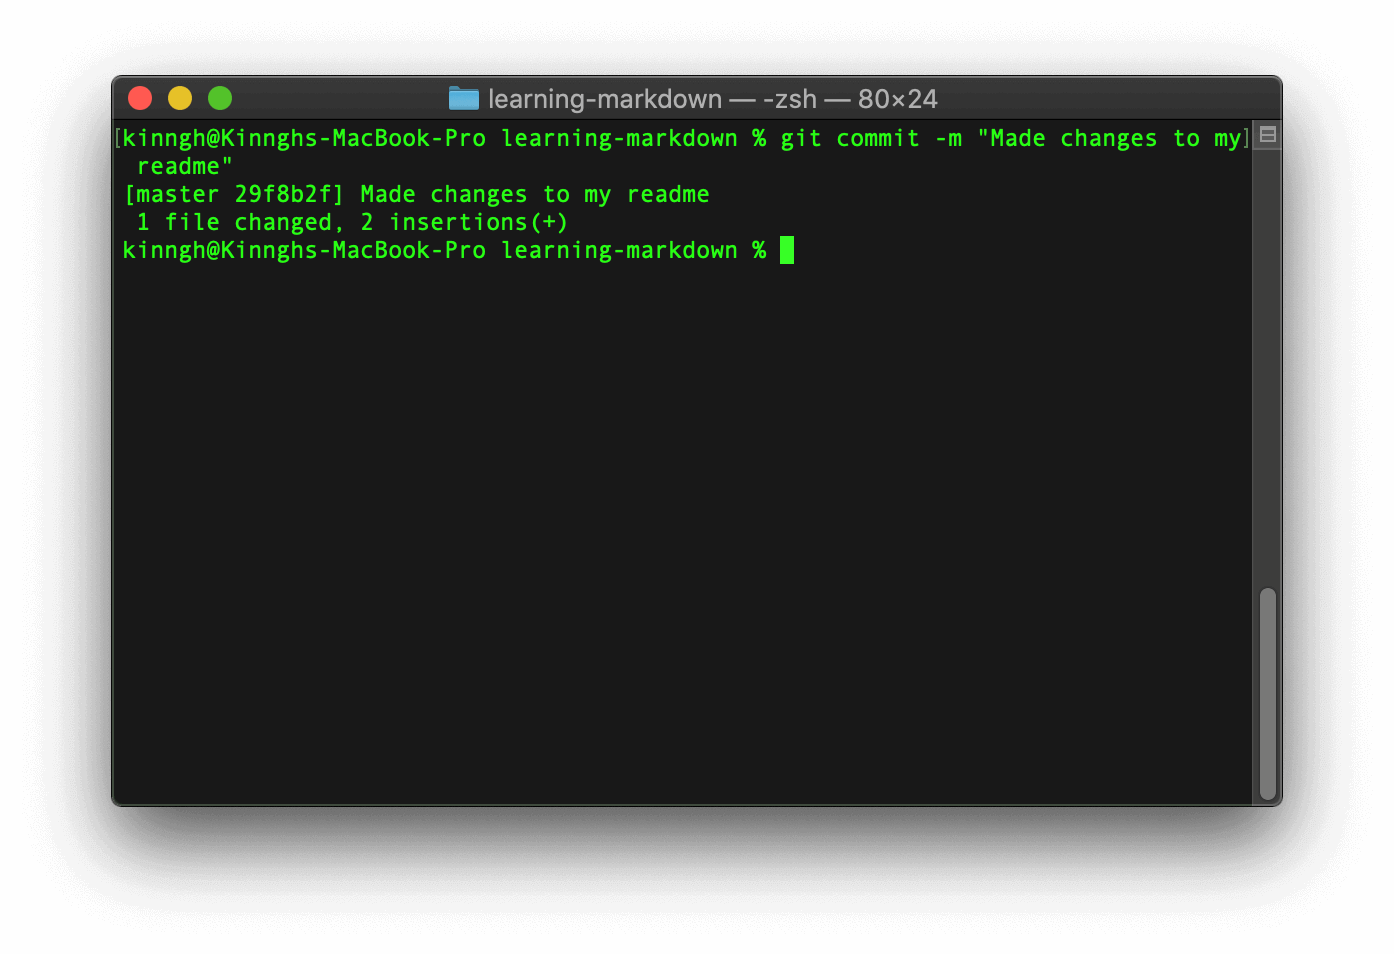 learning-markdown — -zsh — 80×24
[kinngh@Kinnghs-MacBook-Pro learning-markdown % git commit -m "Made changes to my]
 readme"
[master 29f8b2f] Made changes to my readme
 1 file changed, 2 insertions(+)
kinngh@Kinnghs-MacBook-Pro learning-markdown %